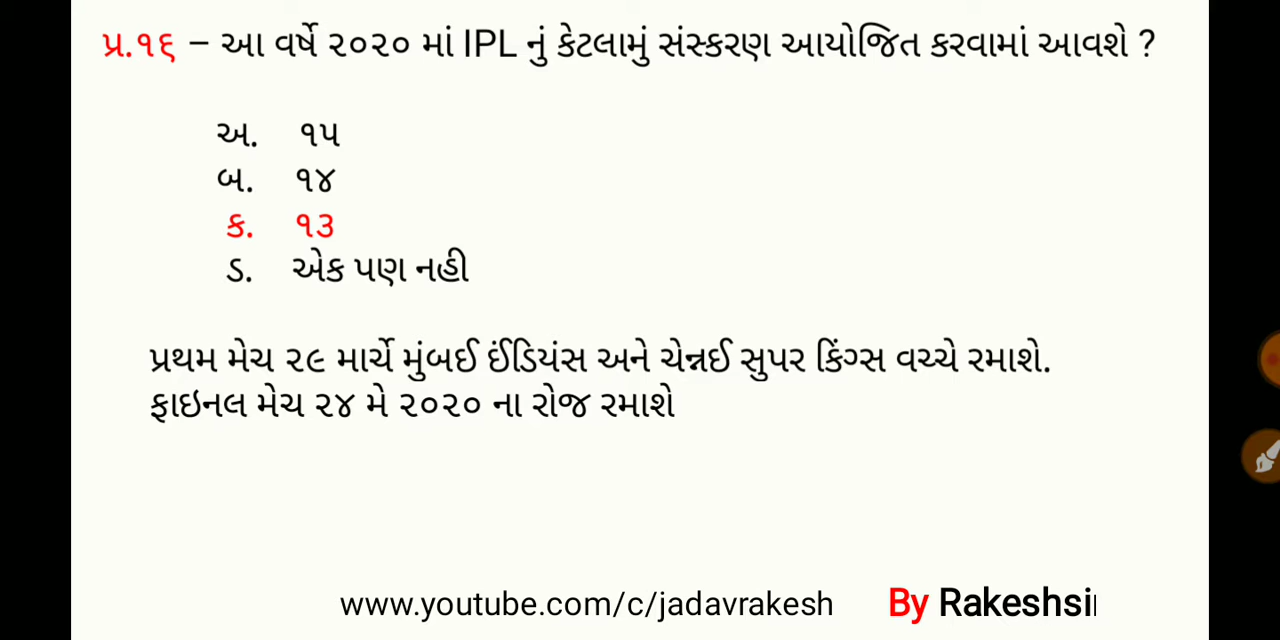 પ્ર.૧૬ – આ વર્ષે ૨૦૨૦ માં IPL નું કેટલામું સંસ્કરણ આયોજિત કરવામાં આવશે ?
અ. ૧૫
બ. ૧૪
ક. ૧૩
ડ. એક પણ નહી
પ્રથમ મેચ ૨૯ માર્ચે મુંબઈ ઈંડિયંસ અને ચેન્નઈ સુપર કિંગ્સ વચ્ચે રમાશે.
ફાઇનલ મેચ ૨૪ મે ૨૦૨૦ ના રોજ રમાશે
www.youtube.com/c/jadavrakesh By